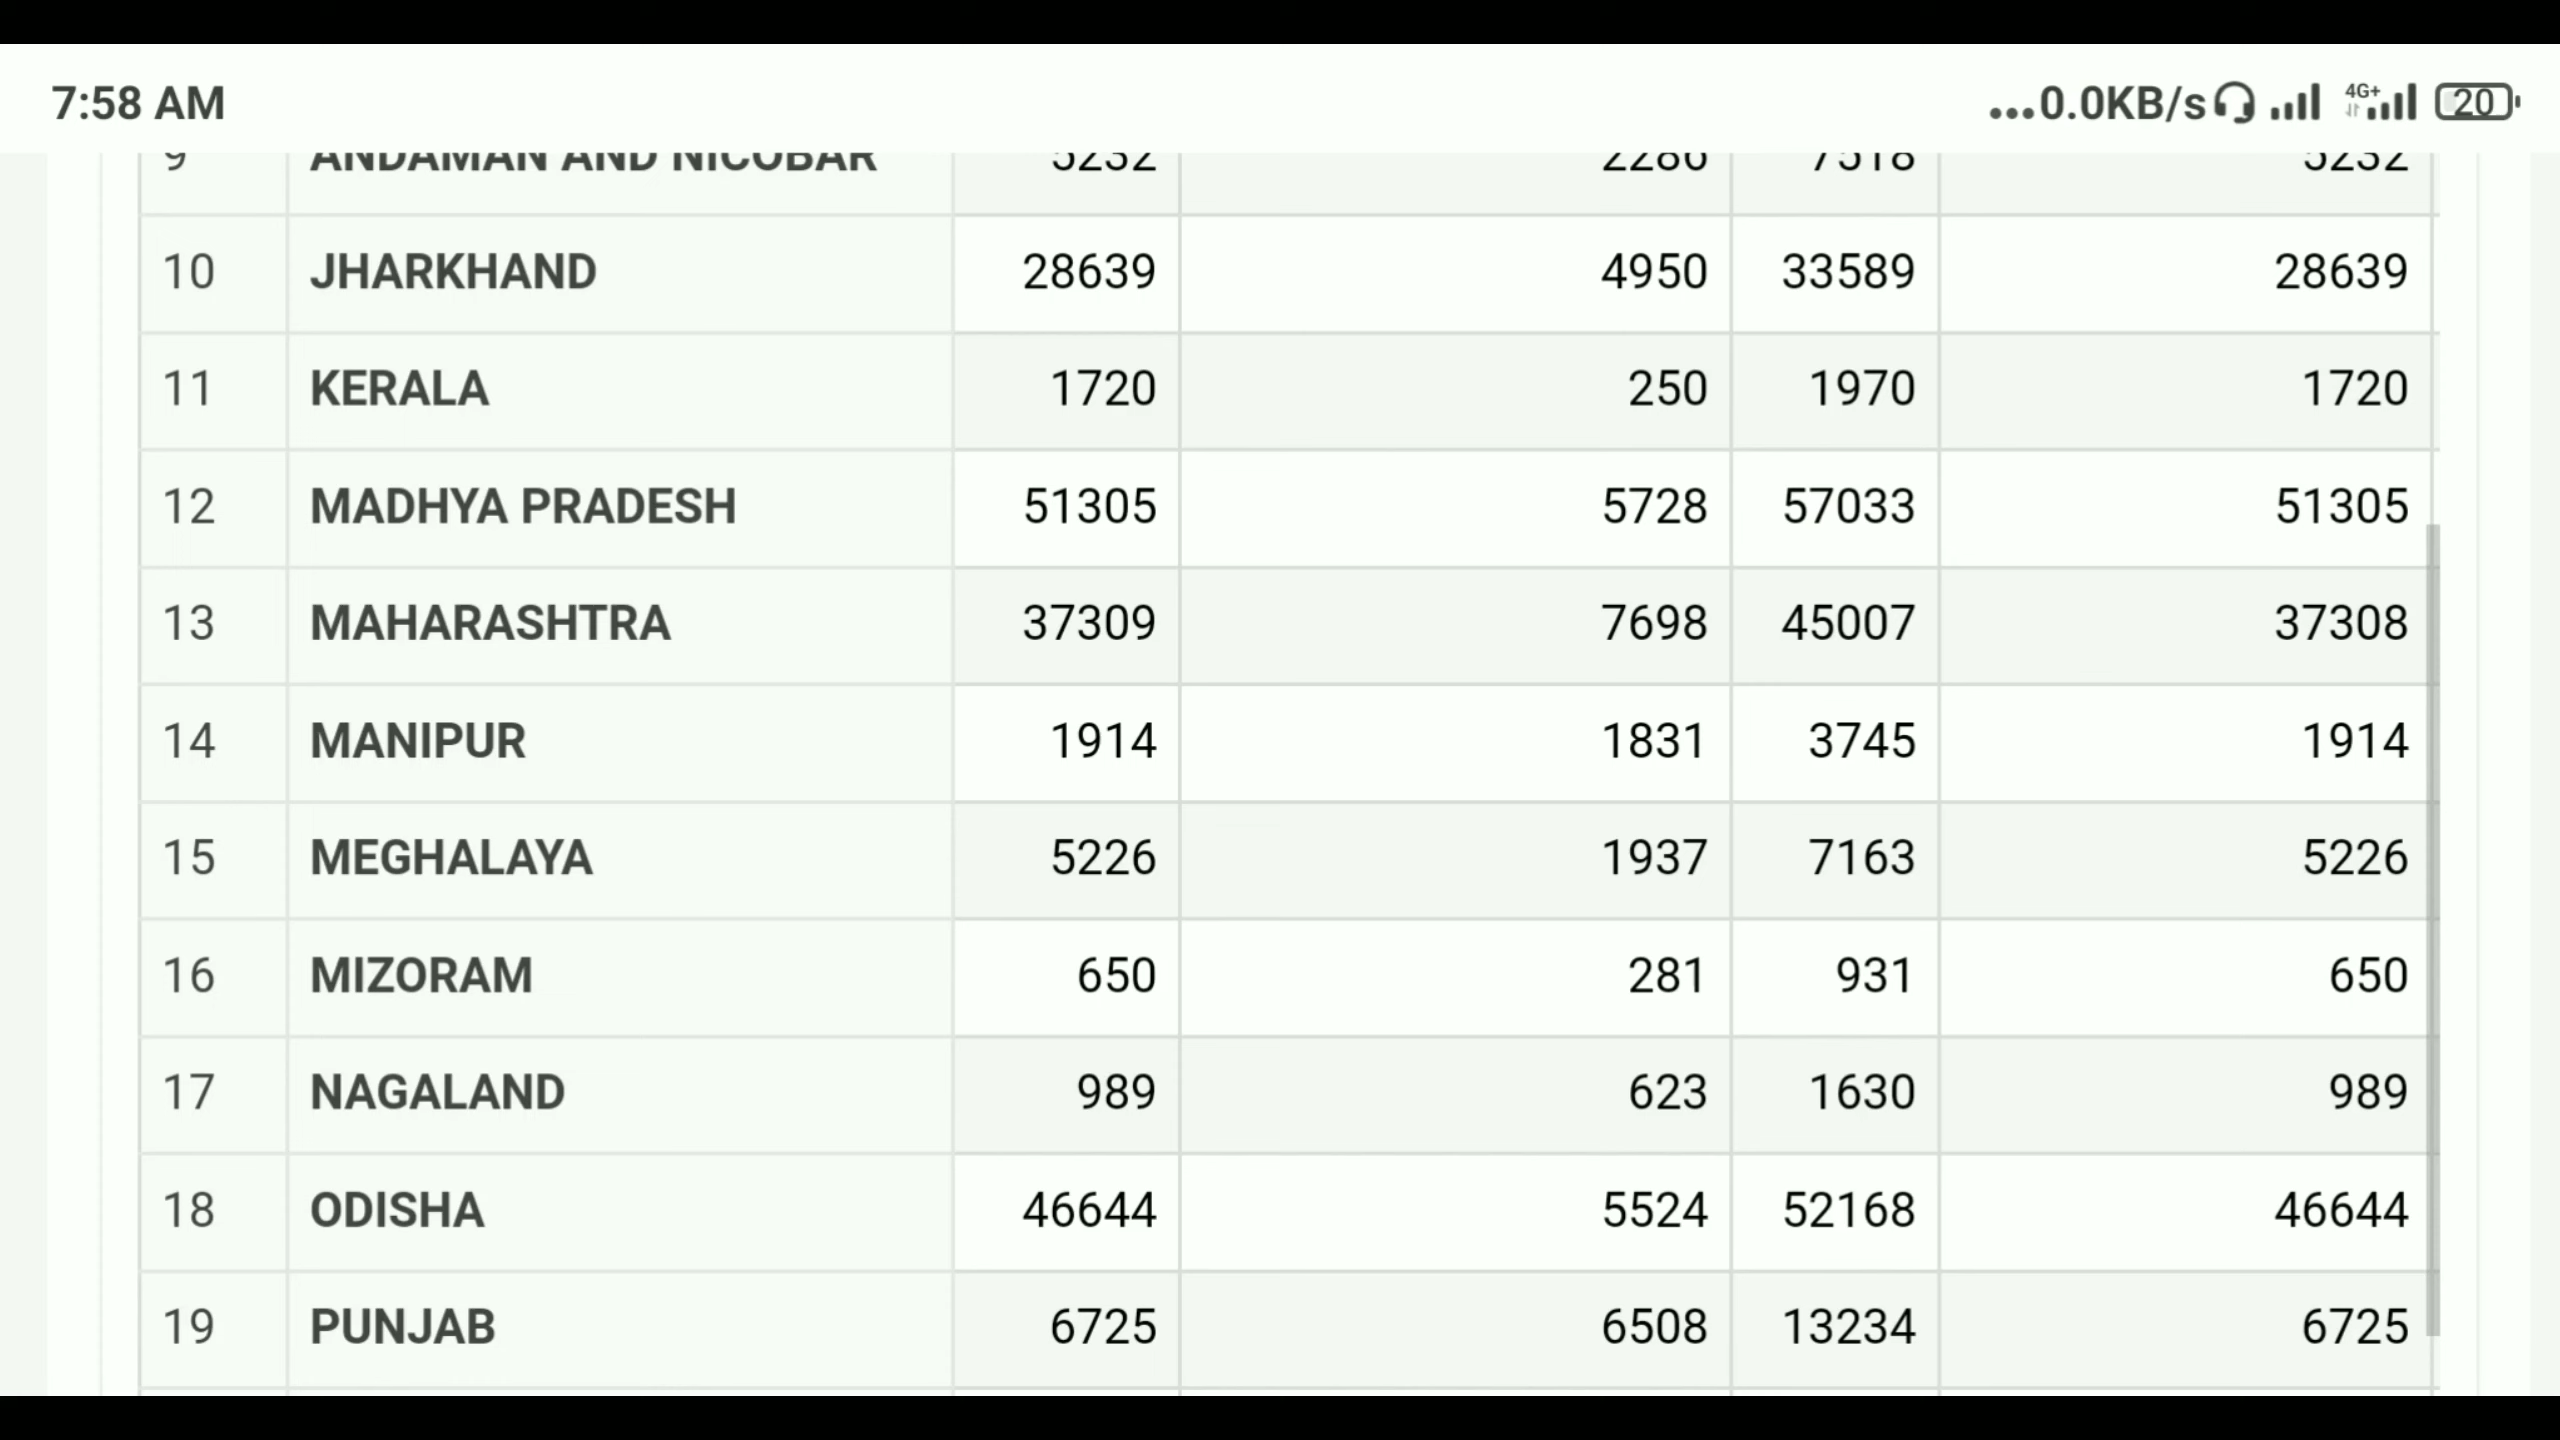 7:58 AM ...0.0KB/s 4G+ 20
9 ANDAMAN AND NICOBAR 5232 2286 7518 5232
10 JHARKHAND 28639 4950 33589 28639
11 KERALA 1720 250 1970 1720
12 MADHYA PRADESH 51305 5728 57033 51305
13 MAHARASHTRA 37309 7698 45007 37308
14 MANIPUR 1914 1831 3745 1914
15 MEGHALAYA 5226 1937 7163 5226
16 MIZORAM 650 281 931 650
17 NAGALAND 989 623 1630 989
18 ODISHA 46644 5524 52168 46644
19 PUNJAB 6725 6508 13234 6725